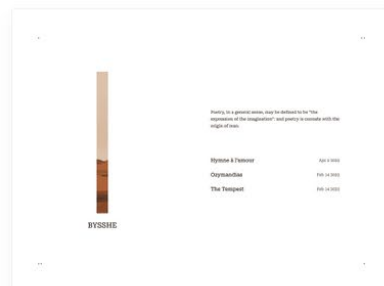 BYSSHE
Poetry, in a general sense, may be defined to be "the
expression of the imagination": and poetry is connate with the
origin of man.
Hymne à l'amour Apr 2 2022
Ozymandias Feb 14 2022
The Tempest Feb 14 2022